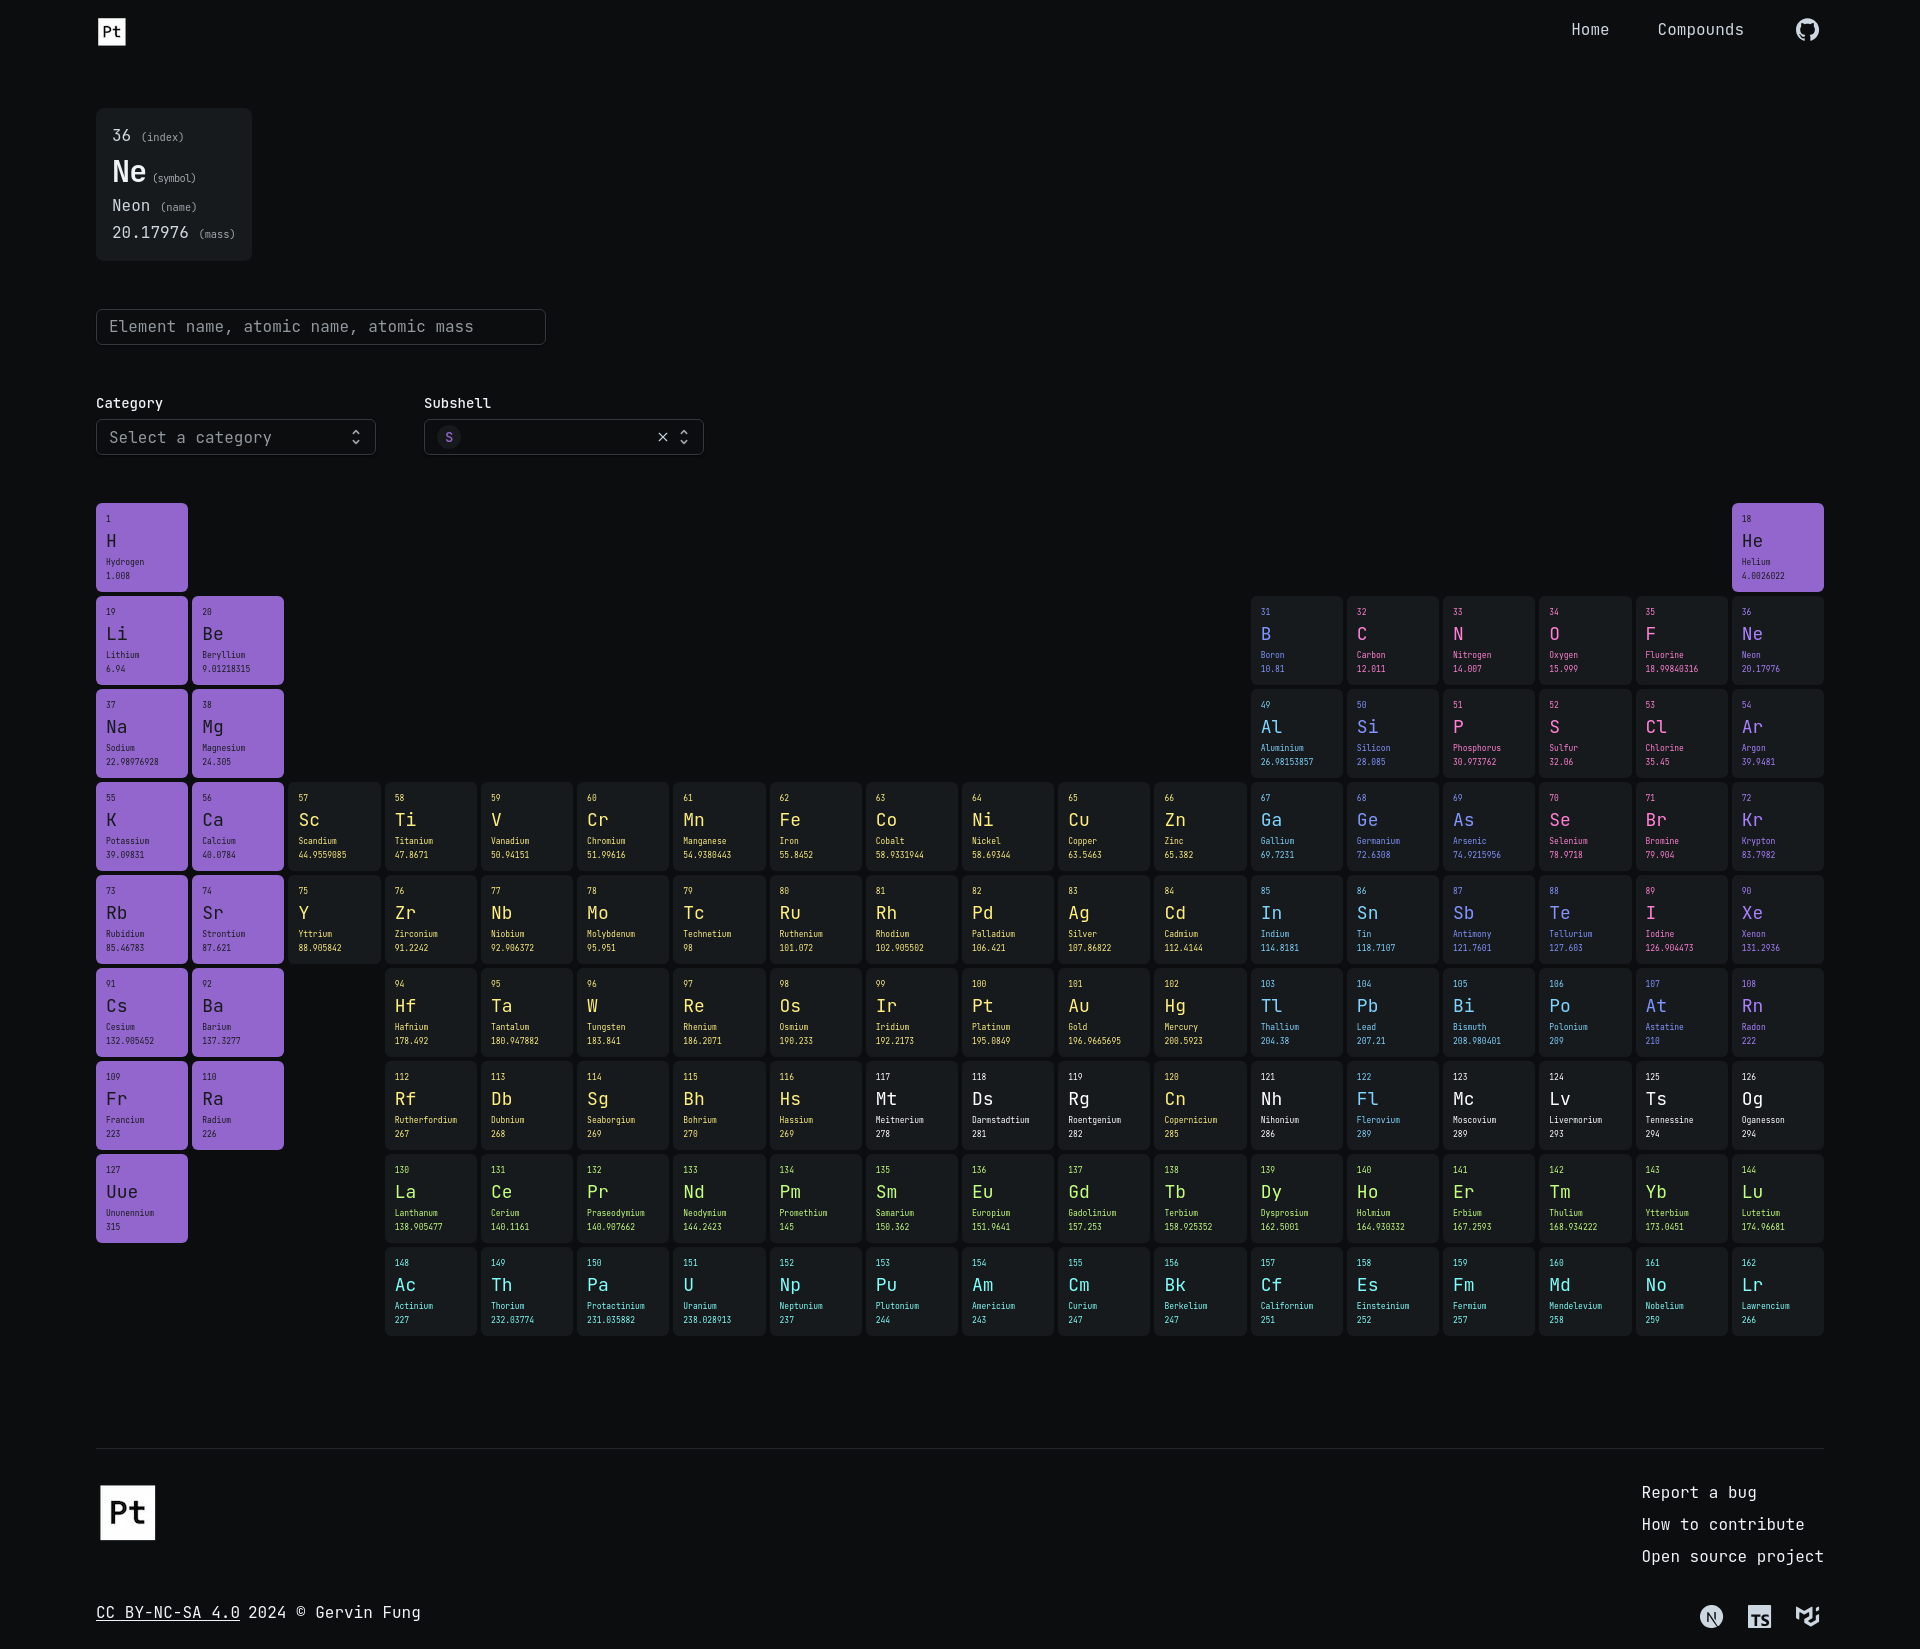 Pt Home Compounds
36 (index)
Ne (symbol)
Neon (name)
20.17976 (mass)
Element name, atomic name, atomic mass
Category Subshell
Select a category S
1 18
H He
Hydrogen Helium
1.008 4.0026022
19 20 31 32 33 34 35 36
Li Be B C N O F Ne
Lithium Beryllium Boron Carbon Nitrogen Oxygen Fluorine Neon
6.94 9.01218315 10.81 12.011 14.007 15.999 18.99840316 20.17976
37 38 49 50 51 52 53 54
Na Mg Al Si P S Cl Ar
Sodium Magnesium Aluminium Silicon Phosphorus Sulfur Chlorine Argon
22.98976928 24.305 26.98153857 28.085 30.973762 32.06 35.45 39.9481
55 56 57 58 59 60 61 62 63 64 65 66 67 68 69 70 71 72
K Ca Sc Ti V Cr Mn Fe Co Ni Cu Zn Ga Ge As Se Br Kr
Potassium Calcium Scandium Titanium Vanadium Chromium Manganese Iron Cobalt Nickel Copper Zinc Gallium Germanium Arsenic Selenium Bromine Krypton
39.09831 40.0784 44.9559085 47.8671 50.94151 51.99616 54.9380443 55.8452 58.9331944 58.69344 63.5463 65.382 69.7231 72.6308 74.9215956 78.9718 79.904 83.7982
73 74 75 76 77 78 79 80 81 82 83 84 85 86 87 88 89 90
Rb Sr Y Zr Nb Mo Tc Ru Rh Pd Ag Cd In Sn Sb Te I Xe
Rubidium Strontium Yttrium Zirconium Niobium Molybdenum Technetium Ruthenium Rhodium Palladium Silver Cadmium Indium Tin Antimony Tellurium Iodine Xenon
85.46783 87.621 88.905842 91.2242 92.906372 95.951 98 101.072 102.905502 106.421 107.86822 112.4144 114.8181 118.7107 121.7601 127.603 126.904473 131.2936
91 92 94 95 96 97 98 99 100 101 102 103 104 105 106 107 108
Cs Ba Hf Ta W Re Os Ir Pt Au Hg Tl Pb Bi Po At Rn
Cesium Barium Hafnium Tantalum Tungsten Rhenium Osmium Iridium Platinum Gold Mercury Thallium Lead Bismuth Polonium Astatine Radon
132.905452 137.3277 178.492 180.947882 183.841 186.2071 190.233 192.2173 195.0849 196.9665695 200.5923 204.38 207.21 208.980401 209 210 222
109 110 112 113 114 115 116 117 118 119 120 121 122 123 124 125 126
Fr Ra Rf Db Sg Bh Hs Mt Ds Rg Cn Nh Fl Mc Lv Ts Og
Francium Radium Rutherfordium Dubnium Seaborgium Bohrium Hassium Meitnerium Darmstadtium Roentgenium Copernicium Nihonium Flerovium Moscovium Livermorium Tennessine Oganesson
223 226 267 268 269 270 269 278 281 282 285 286 289 289 293 294 294
127 130 131 132 133 134 135 136 137 138 139 140 141 142 143 144
Uue La Ce Pr Nd Pm Sm Eu Gd Tb Dy Ho Er Tm Yb Lu
Ununennium Lanthanum Cerium Praseodymium Neodymium Promethium Samarium Europium Gadolinium Terbium Dysprosium Holmium Erbium Thulium Ytterbium Lutetium
315 138.905477 140.1161 140.907662 144.2423 145 150.362 151.9641 157.253 158.925352 162.5001 164.930332 167.2593 168.934222 173.0451 174.96681
148 149 150 151 152 153 154 155 156 157 158 159 160 161 162
Ac Th Pa U Np Pu Am Cm Bk Cf Es Fm Md No Lr
Actinium Thorium Protactinium Uranium Neptunium Plutonium Americium Curium Berkelium Californium Einsteinium Fermium Mendelevium Nobelium Lawrencium
227 232.03774 231.035882 238.028913 237 244 243 247 247 251 252 257 258 259 266
Pt
Report a bug
How to contribute
Open source project
CC BY-NC-SA 4.0 2024 © Gervin Fung
N TS